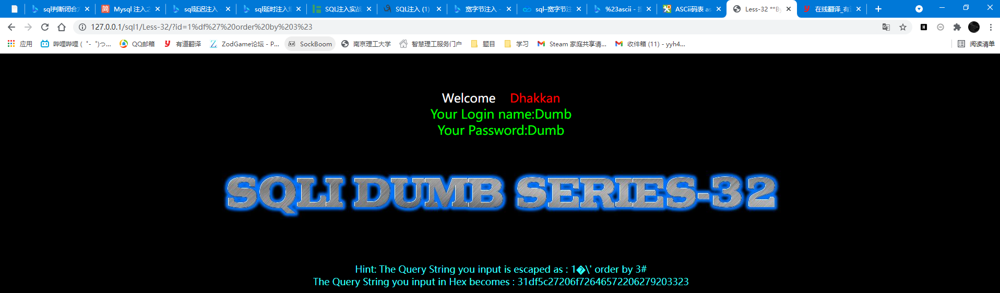 sql判断闭合
Mysql 注入之
sql延迟注入
sql延时注入
SQL注入实战
SQL注入 (1)
宽字节注入 -
sql–宽字节注
%23ascii -
ASCii码表 as
Less-32 **By
在线翻译_有
127.0.0.1/sql1/Less-32/?id=1%df%27%20order%20by%203%23
应用 哔哩哔哩 ( ゜- ゜)つ... QQ邮箱 有道翻译 ZodGame论坛 - P... SockBoom 南京理工大学 智慧理工服务门户 题目 学习 Steam 家庭共享请... 收件箱 (11) - yyh4... 阅读清单
Welcome Dhakkan
Your Login name:Dumb
Your Password:Dumb
SQLI DUMB SERIES-32
Hint: The Query String you input is escaped as : 1�\' order by 3#
The Query String you input in Hex becomes : 31df5c27206f72646572206279203323